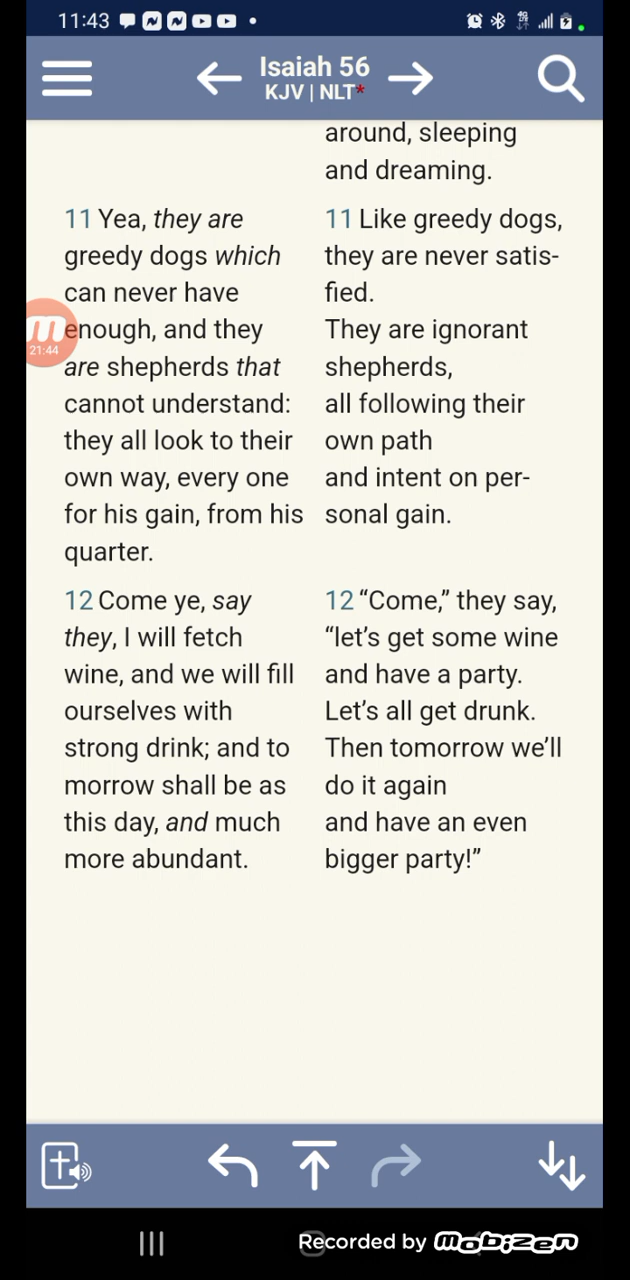 11:43
Isaiah 56
KJV | NLT*
around, sleeping
and dreaming.
11 Yea, they are
greedy dogs which
can never have
enough, and they
are shepherds that
cannot understand:
they all look to their
own way, every one
for his gain, from his
quarter.
11 Like greedy dogs,
they are never satis-
fied.
They are ignorant
shepherds,
all following their
own path
and intent on per-
sonal gain.
12 Come ye, say
they, I will fetch
wine, and we will fill
ourselves with
strong drink; and to
morrow shall be as
this day, and much
more abundant.
12 “Come,” they say,
“let’s get some wine
and have a party.
Let’s all get drunk.
Then tomorrow we’ll
do it again
and have an even
bigger party!”
m
21:44
Recorded by mobizen